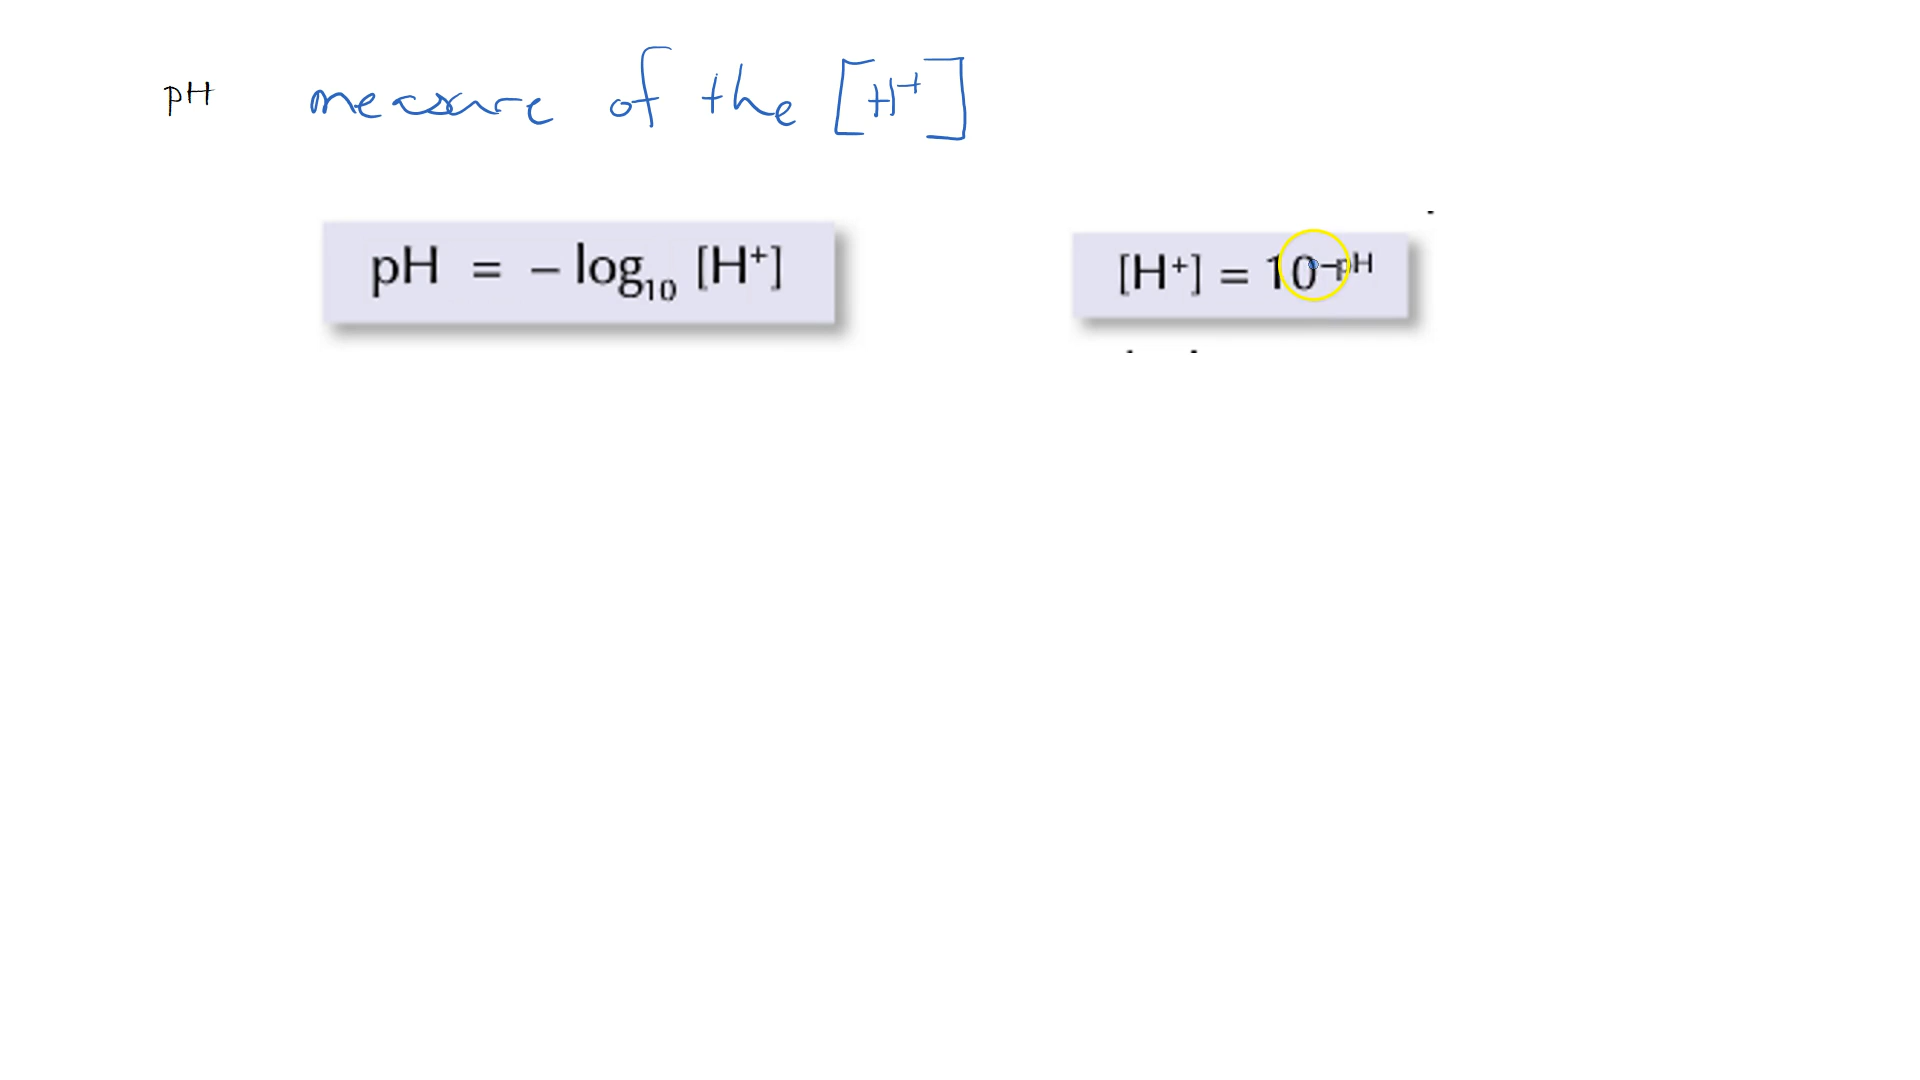 pH measure of the [H⁺]
pH = – log₁₀ [H⁺]
[H⁺] = 10⁻ᵖᴴ